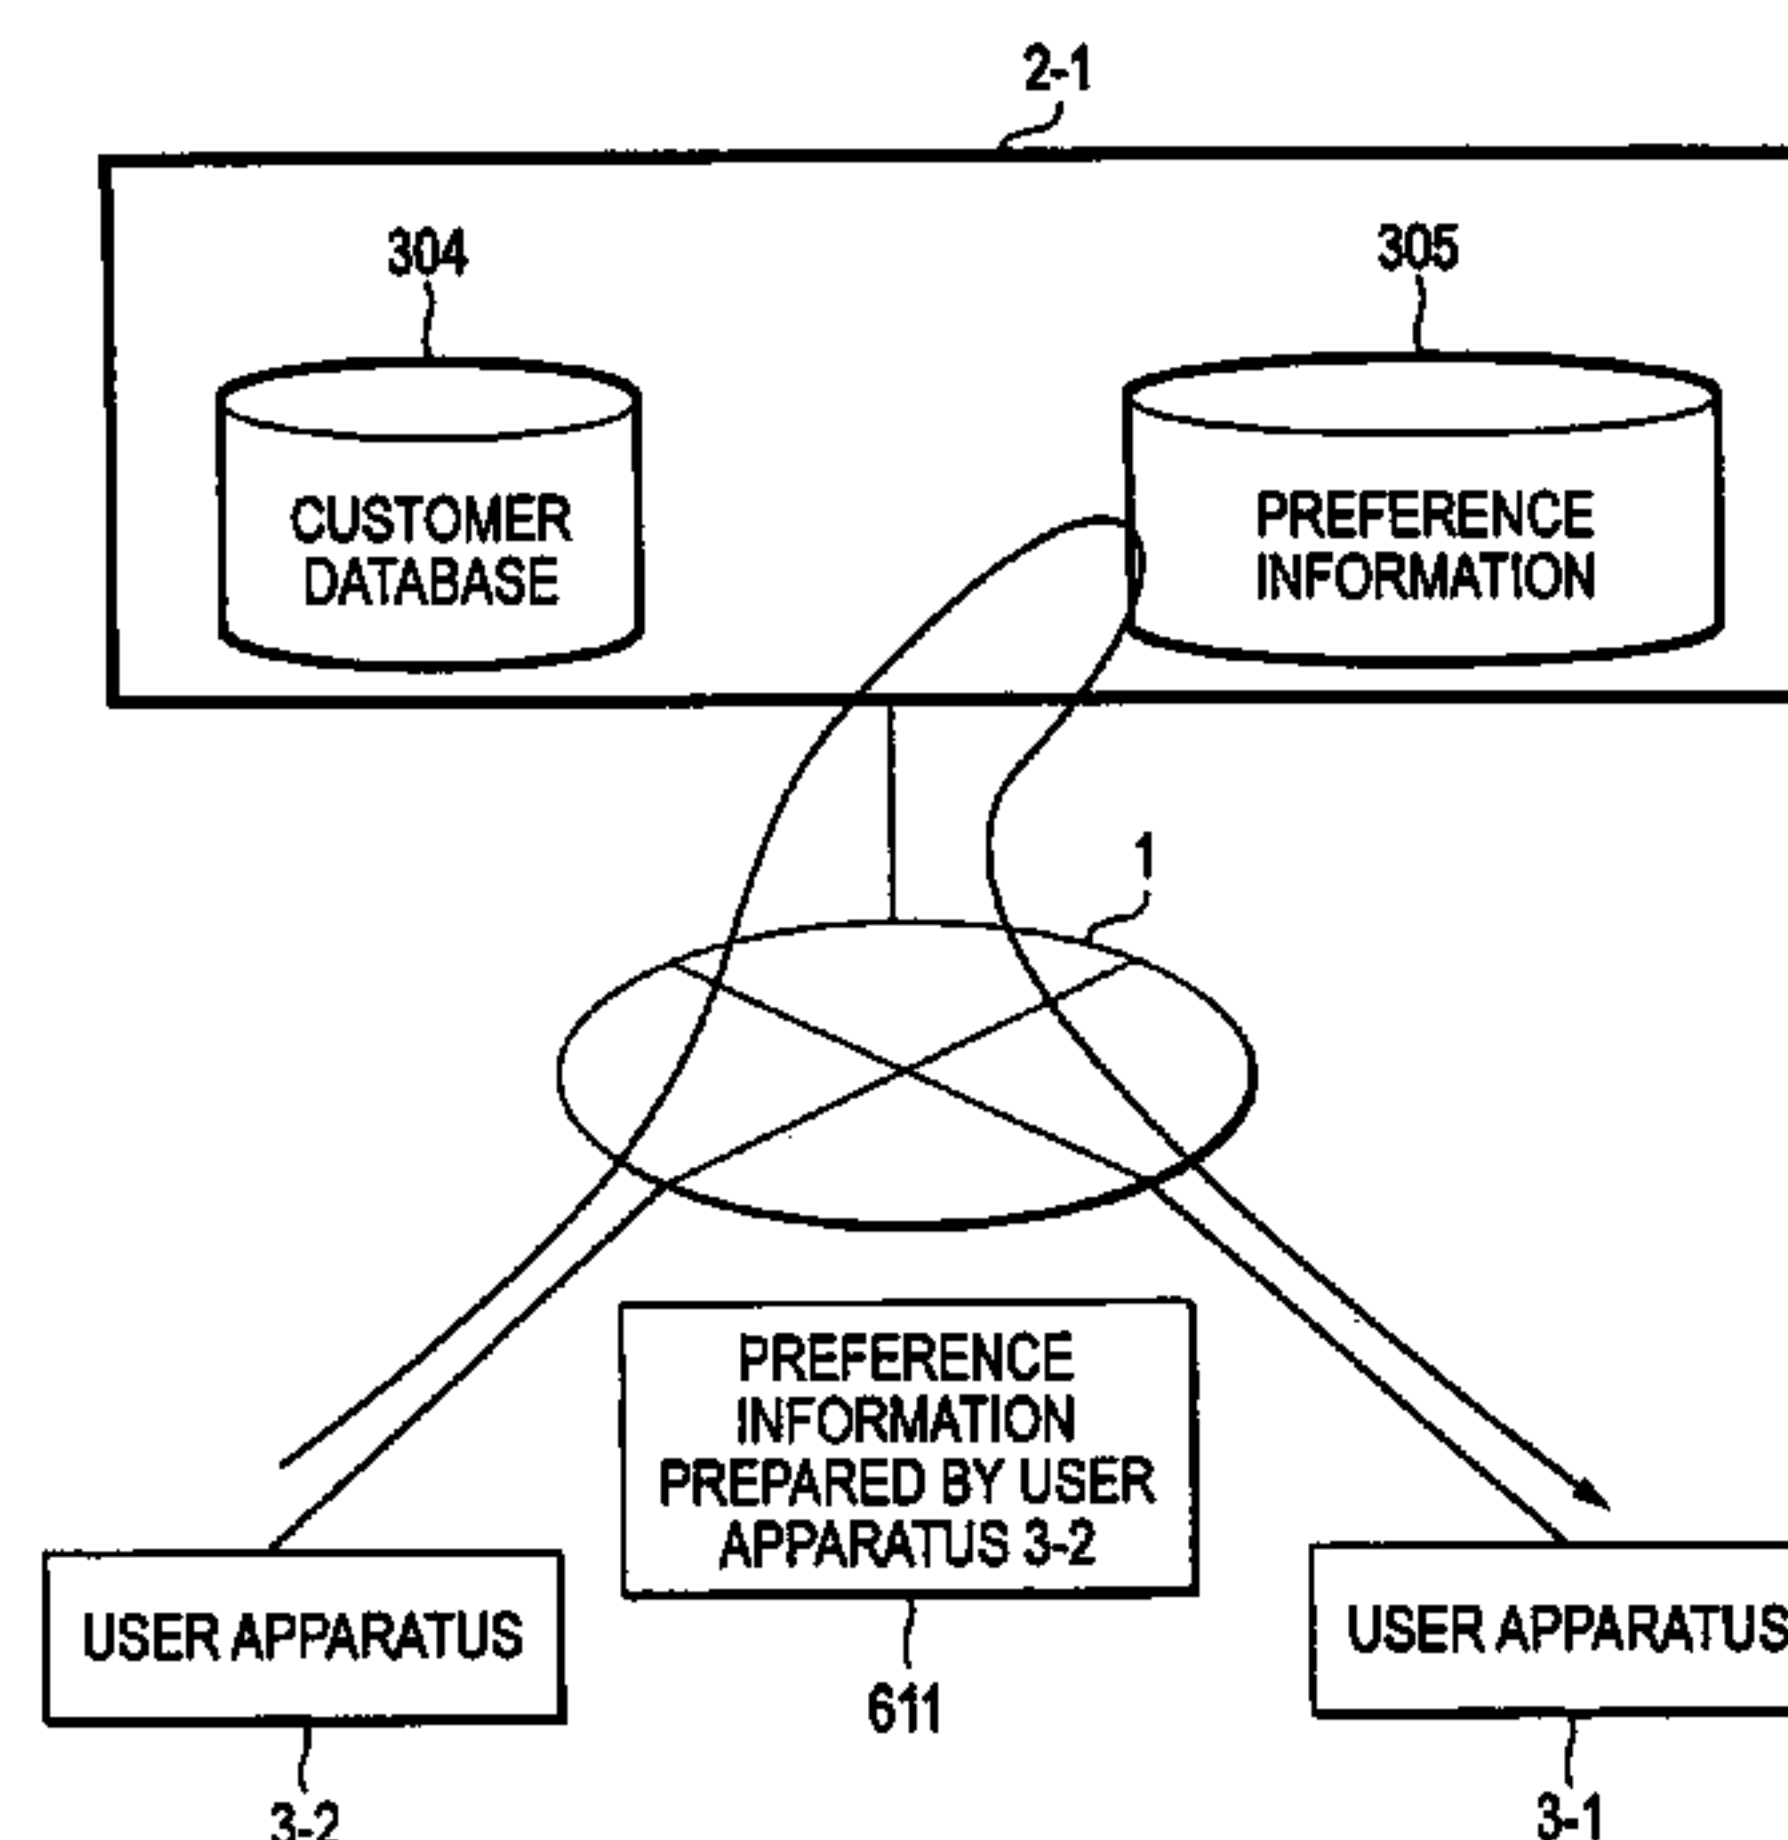 2-1
304
305
CUSTOMER
DATABASE
PREFERENCE
INFORMATION
1
PREFERENCE
INFORMATION
PREPARED BY USER
APPARATUS 3-2
USER APPARATUS
USER APPARATUS
611
3-2
3-1